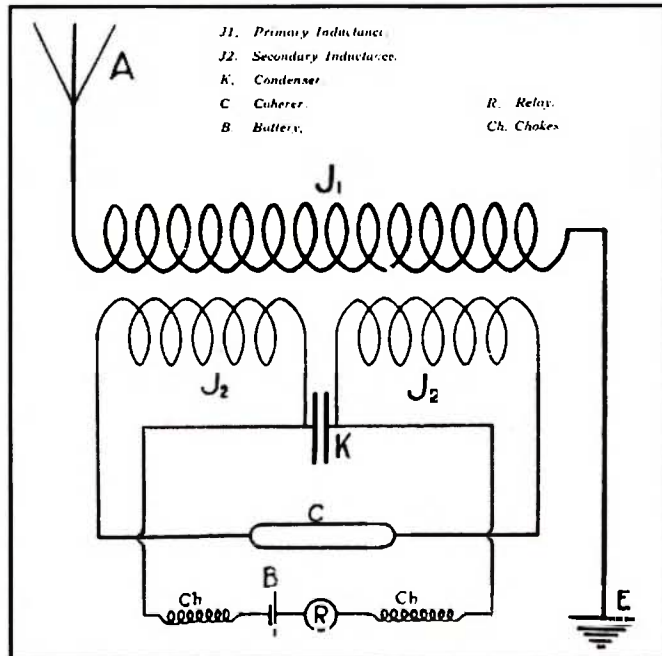 A
J1, Primary Inductance
J2. Secondary Inductance.
K, Condenser
C Coherer.
R. Relay.
B Battery,
Ch. Chokes
J1
J2
J2
K
C
Ch
B
R
Ch
E